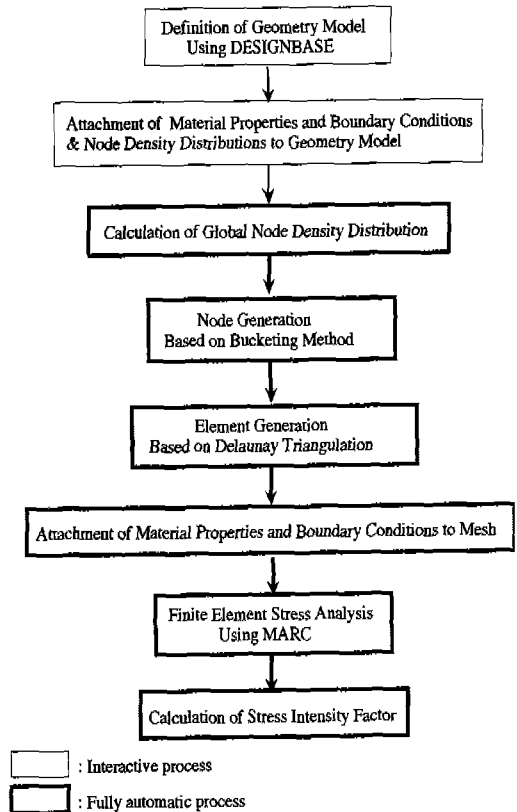 Definition of Geometry Model
Using DESIGNBASE
Attachment of Material Properties and Boundary Conditions
& Node Density Distributions to Geometry Model
Calculation of Global Node Density Distribution
Node Generation
Based on Bucketing Method
Element Generation
Based on Delaunay Triangulation
Attachment of Material Properties and Boundary Conditions to Mesh
Finite Element Stress Analysis
Using MARC
Calculation of Stress Intensity Factor
: Interactive process
: Fully automatic process